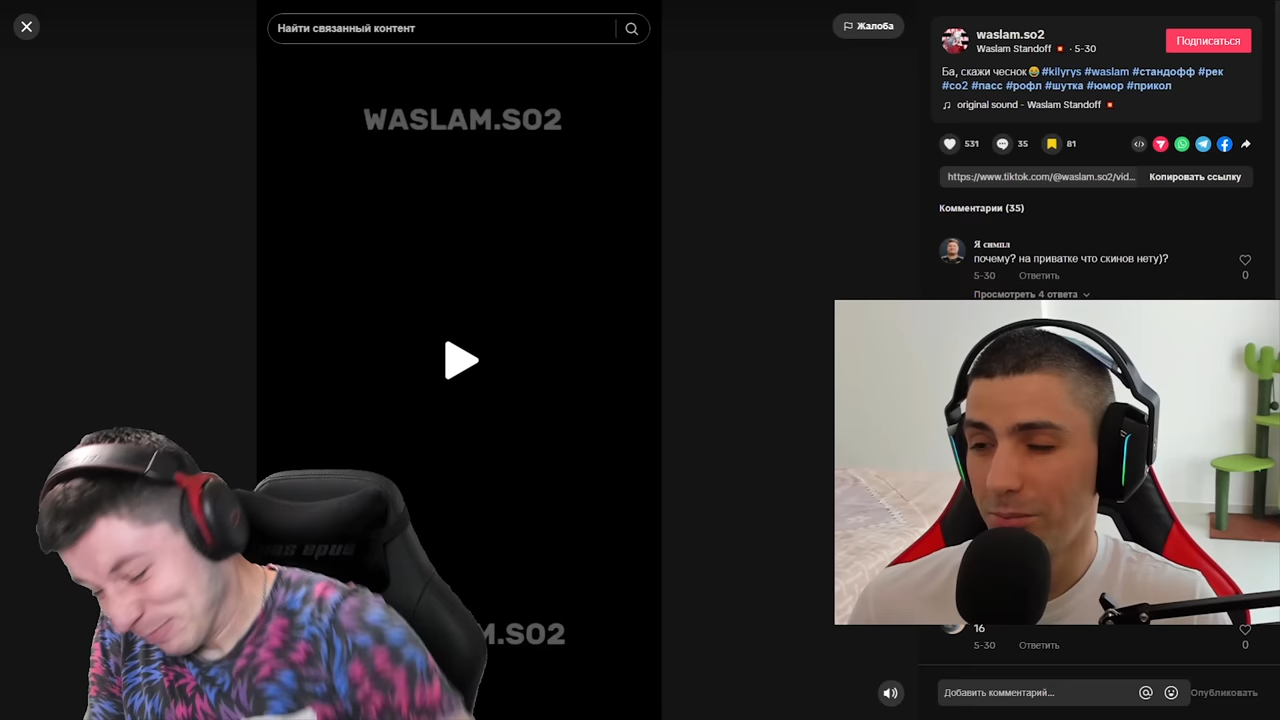 Найти связанный контент
Жалоба
WASLAM.SO2
M.SO2
waslam.so2
Waslam Standoff · 5-30
Подписаться
Ба, скажи чеснок😂 #kilyrys #waslam #стандофф #рек
#со2 #пасс #рофл #шутка #юмор #прикол
original sound - Waslam Standoff
531
35
81
https://www.tiktok.com/@waslam.so2/vid...
Копировать ссылку
Комментарии (35)
Я симпл
почему? на приватке что скинов нету)?
5-30 Ответить
0
Просмотреть 4 ответа
16
5-30 Ответить
0
Добавить комментарий...
Опубликовать